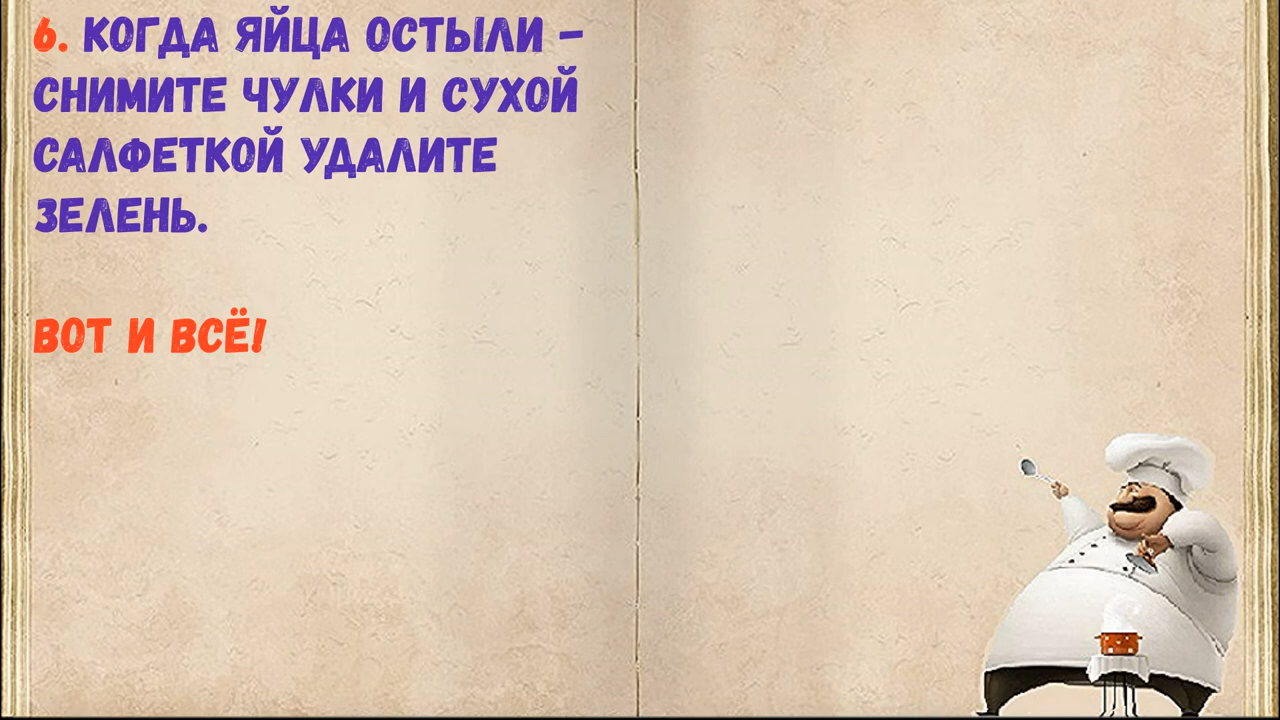 6. КОГДА ЯЙЦА ОСТЫЛИ –
СНИМИТЕ ЧУЛКИ И СУХОЙ
САЛФЕТКОЙ УДАЛИТЕ
ЗЕЛЕНЬ.
ВОТ И ВСЁ!